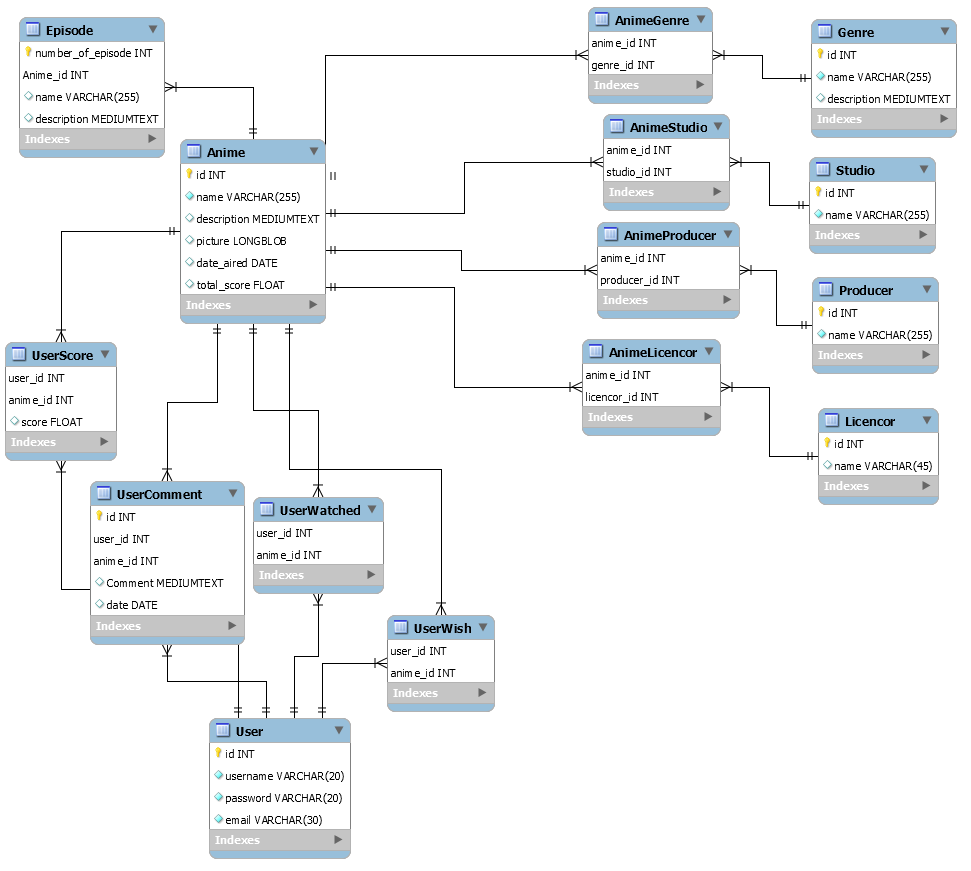 Episode
number_of_episode INT
Anime_id INT
name VARCHAR(255)
description MEDIUMTEXT
Indexes
AnimeGenre
anime_id INT
genre_id INT
Indexes
Genre
id INT
name VARCHAR(255)
description MEDIUMTEXT
Indexes
Anime
id INT
name VARCHAR(255)
description MEDIUMTEXT
picture LONGBLOB
date_aired DATE
total_score FLOAT
Indexes
AnimeStudio
anime_id INT
studio_id INT
Indexes
Studio
id INT
name VARCHAR(255)
Indexes
AnimeProducer
anime_id INT
producer_id INT
Indexes
Producer
id INT
name VARCHAR(255)
Indexes
UserScore
user_id INT
anime_id INT
score FLOAT
Indexes
AnimeLicencor
anime_id INT
licencor_id INT
Indexes
Licencor
id INT
name VARCHAR(45)
Indexes
UserComment
id INT
user_id INT
anime_id INT
Comment MEDIUMTEXT
date DATE
Indexes
UserWatched
user_id INT
anime_id INT
Indexes
UserWish
user_id INT
anime_id INT
Indexes
User
id INT
username VARCHAR(20)
password VARCHAR(20)
email VARCHAR(30)
Indexes